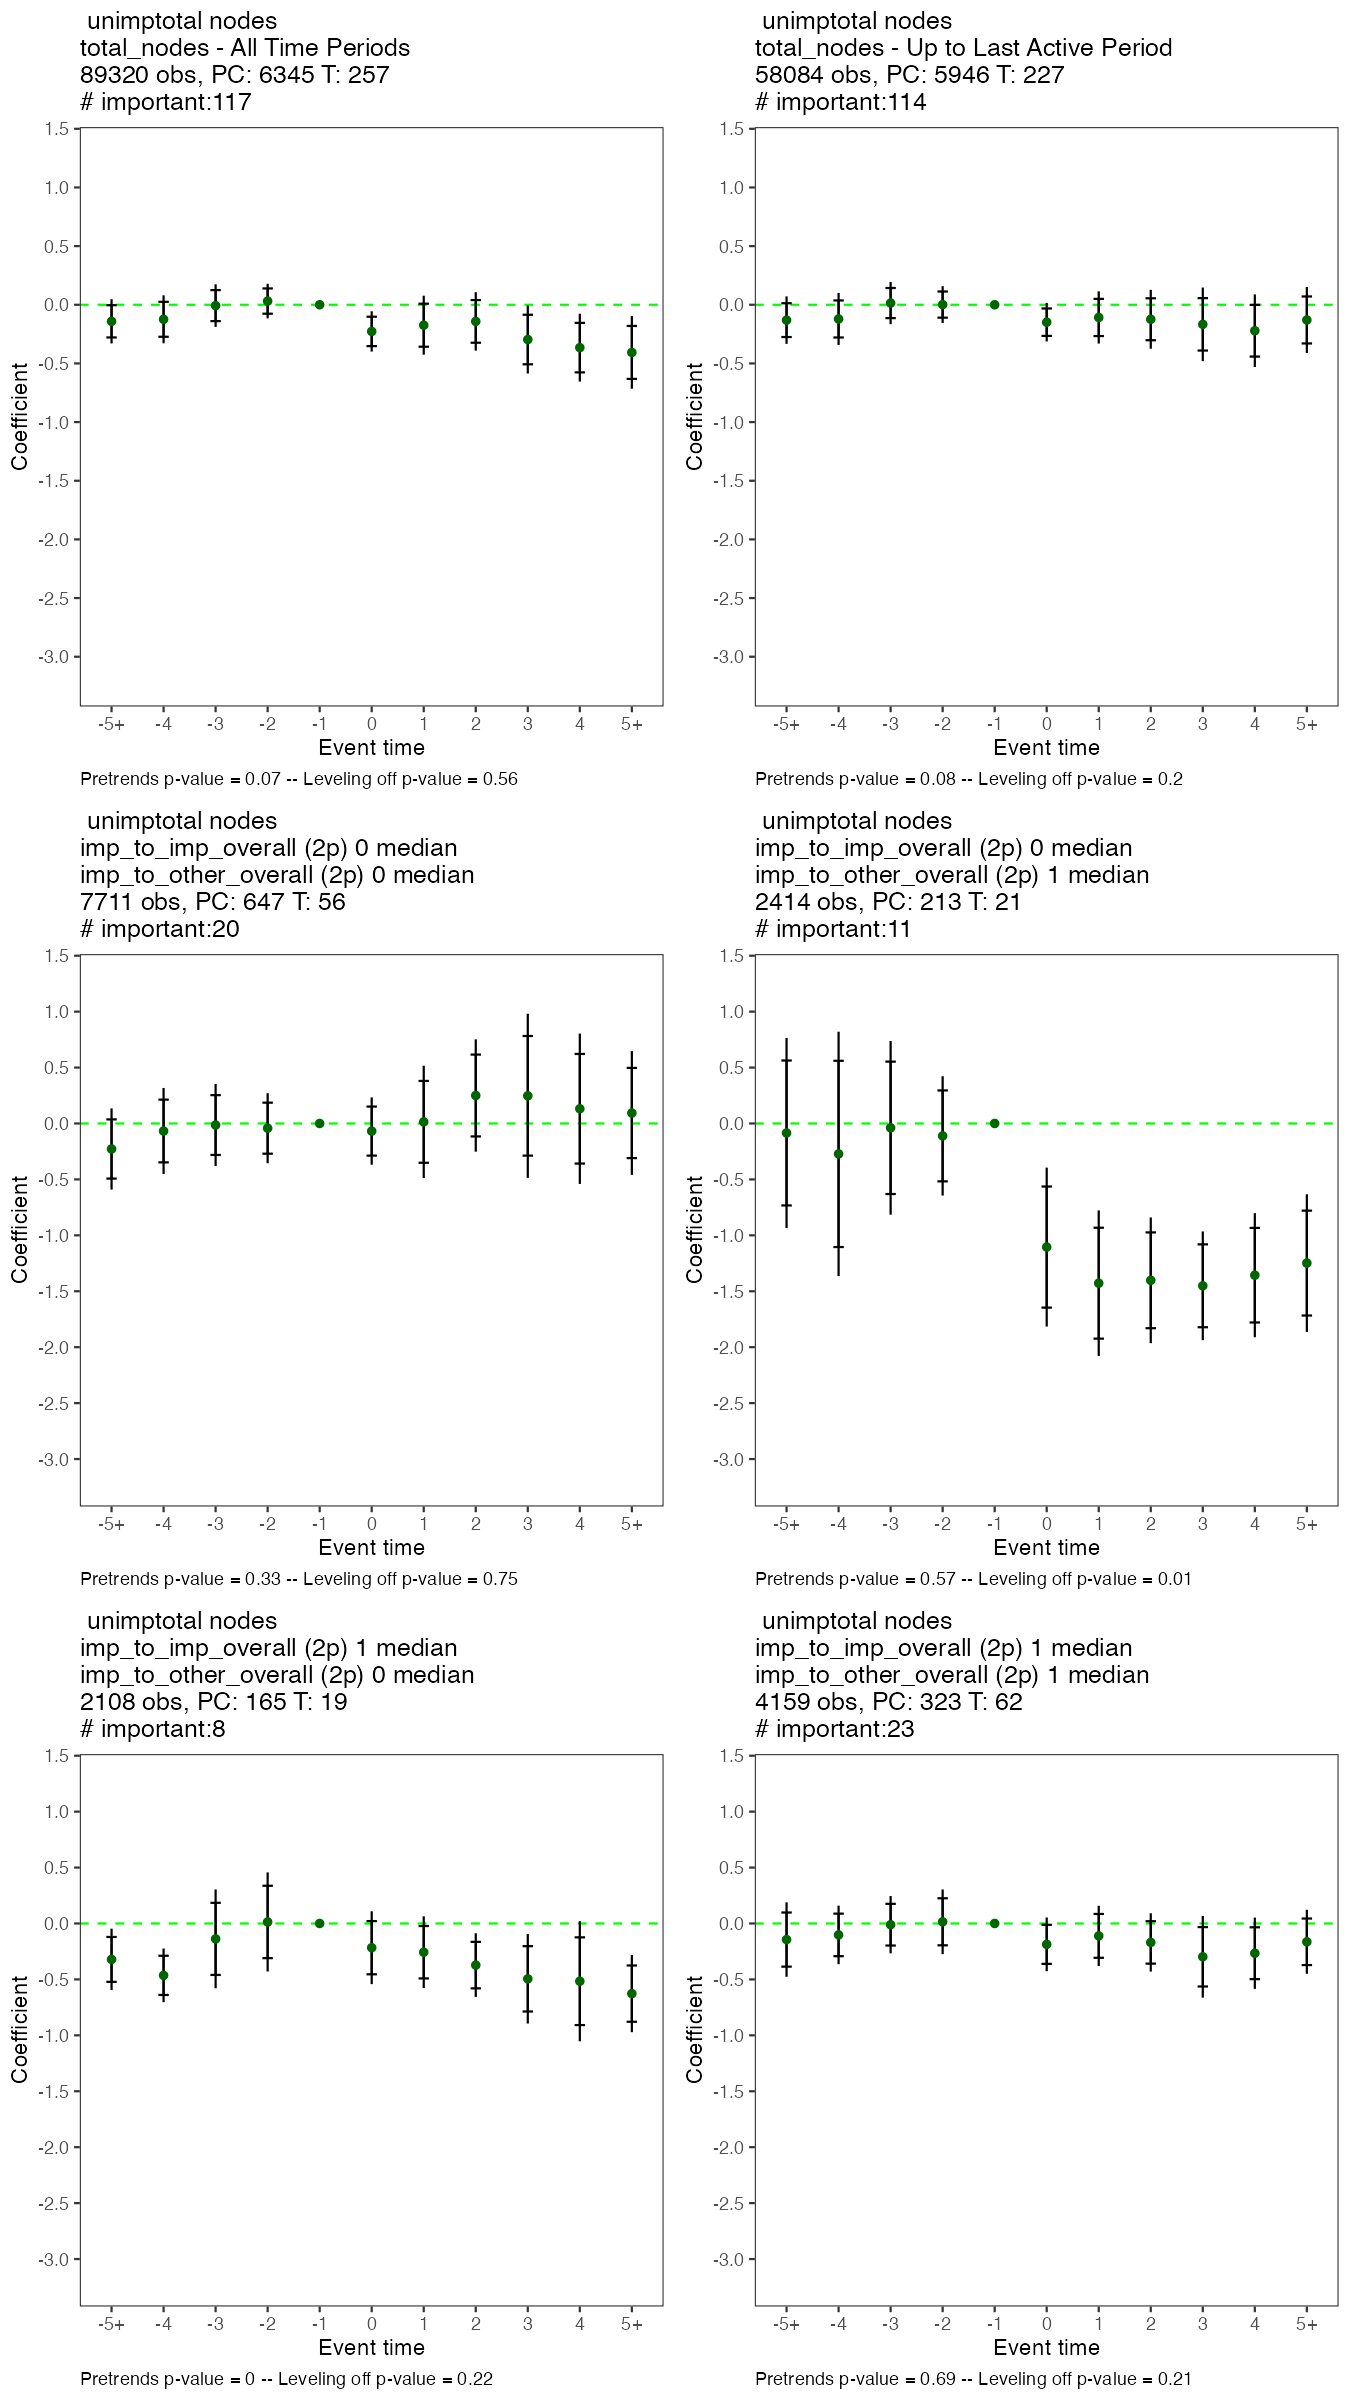 unimptotal nodes
total_nodes - All Time Periods
89320 obs, PC: 6345 T: 257
# important:117
1.5
1.0
0.5
0.0
-0.5
-1.0
-1.5
-2.0
-2.5
-3.0
Coefficient
-5+ -4 -3 -2 -1 0 1 2 3 4 5+
Event time
Pretrends p-value = 0.07 -- Leveling off p-value = 0.56
unimptotal nodes
total_nodes - Up to Last Active Period
58084 obs, PC: 5946 T: 227
# important:114
1.5
1.0
0.5
0.0
-0.5
-1.0
-1.5
-2.0
-2.5
-3.0
Coefficient
-5+ -4 -3 -2 -1 0 1 2 3 4 5+
Event time
Pretrends p-value = 0.08 -- Leveling off p-value = 0.2
unimptotal nodes
imp_to_imp_overall (2p) 0 median
imp_to_other_overall (2p) 0 median
7711 obs, PC: 647 T: 56
# important:20
1.5
1.0
0.5
0.0
-0.5
-1.0
-1.5
-2.0
-2.5
-3.0
Coefficient
-5+ -4 -3 -2 -1 0 1 2 3 4 5+
Event time
Pretrends p-value = 0.33 -- Leveling off p-value = 0.75
unimptotal nodes
imp_to_imp_overall (2p) 0 median
imp_to_other_overall (2p) 1 median
2414 obs, PC: 213 T: 21
# important:11
1.5
1.0
0.5
0.0
-0.5
-1.0
-1.5
-2.0
-2.5
-3.0
Coefficient
-5+ -4 -3 -2 -1 0 1 2 3 4 5+
Event time
Pretrends p-value = 0.57 -- Leveling off p-value = 0.01
unimptotal nodes
imp_to_imp_overall (2p) 1 median
imp_to_other_overall (2p) 0 median
2108 obs, PC: 165 T: 19
# important:8
1.5
1.0
0.5
0.0
-0.5
-1.0
-1.5
-2.0
-2.5
-3.0
Coefficient
-5+ -4 -3 -2 -1 0 1 2 3 4 5+
Event time
Pretrends p-value = 0 -- Leveling off p-value = 0.22
unimptotal nodes
imp_to_imp_overall (2p) 1 median
imp_to_other_overall (2p) 1 median
4159 obs, PC: 323 T: 62
# important:23
1.5
1.0
0.5
0.0
-0.5
-1.0
-1.5
-2.0
-2.5
-3.0
Coefficient
-5+ -4 -3 -2 -1 0 1 2 3 4 5+
Event time
Pretrends p-value = 0.69 -- Leveling off p-value = 0.21